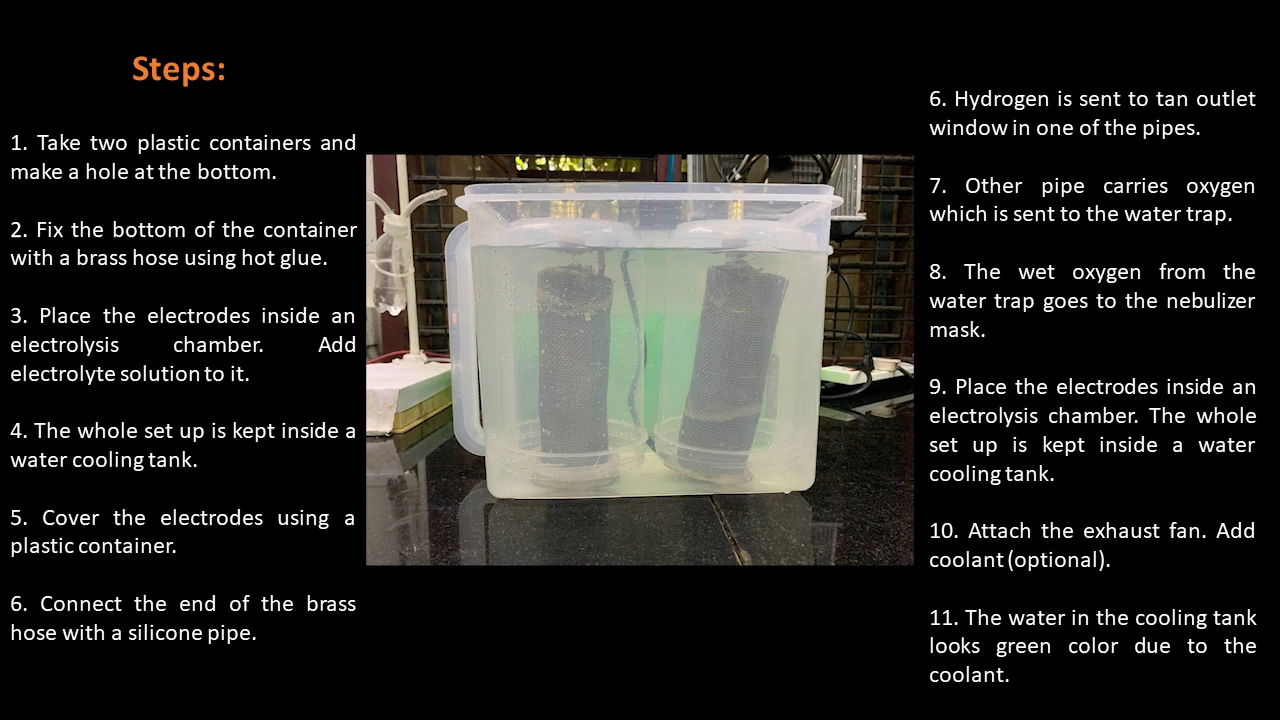 Steps:
1. Take two plastic containers and
make a hole at the bottom.
2. Fix the bottom of the container
with a brass hose using hot glue.
3. Place the electrodes inside an
electrolysis chamber. Add
electrolyte solution to it.
4. The whole set up is kept inside a
water cooling tank.
5. Cover the electrodes using a
plastic container.
6. Connect the end of the brass
hose with a silicone pipe.
6. Hydrogen is sent to tan outlet
window in one of the pipes.
7. Other pipe carries oxygen
which is sent to the water trap.
8. The wet oxygen from the
water trap goes to the nebulizer
mask.
9. Place the electrodes inside an
electrolysis chamber. The whole
set up is kept inside a water
cooling tank.
10. Attach the exhaust fan. Add
coolant (optional).
11. The water in the cooling tank
looks green color due to the
coolant.